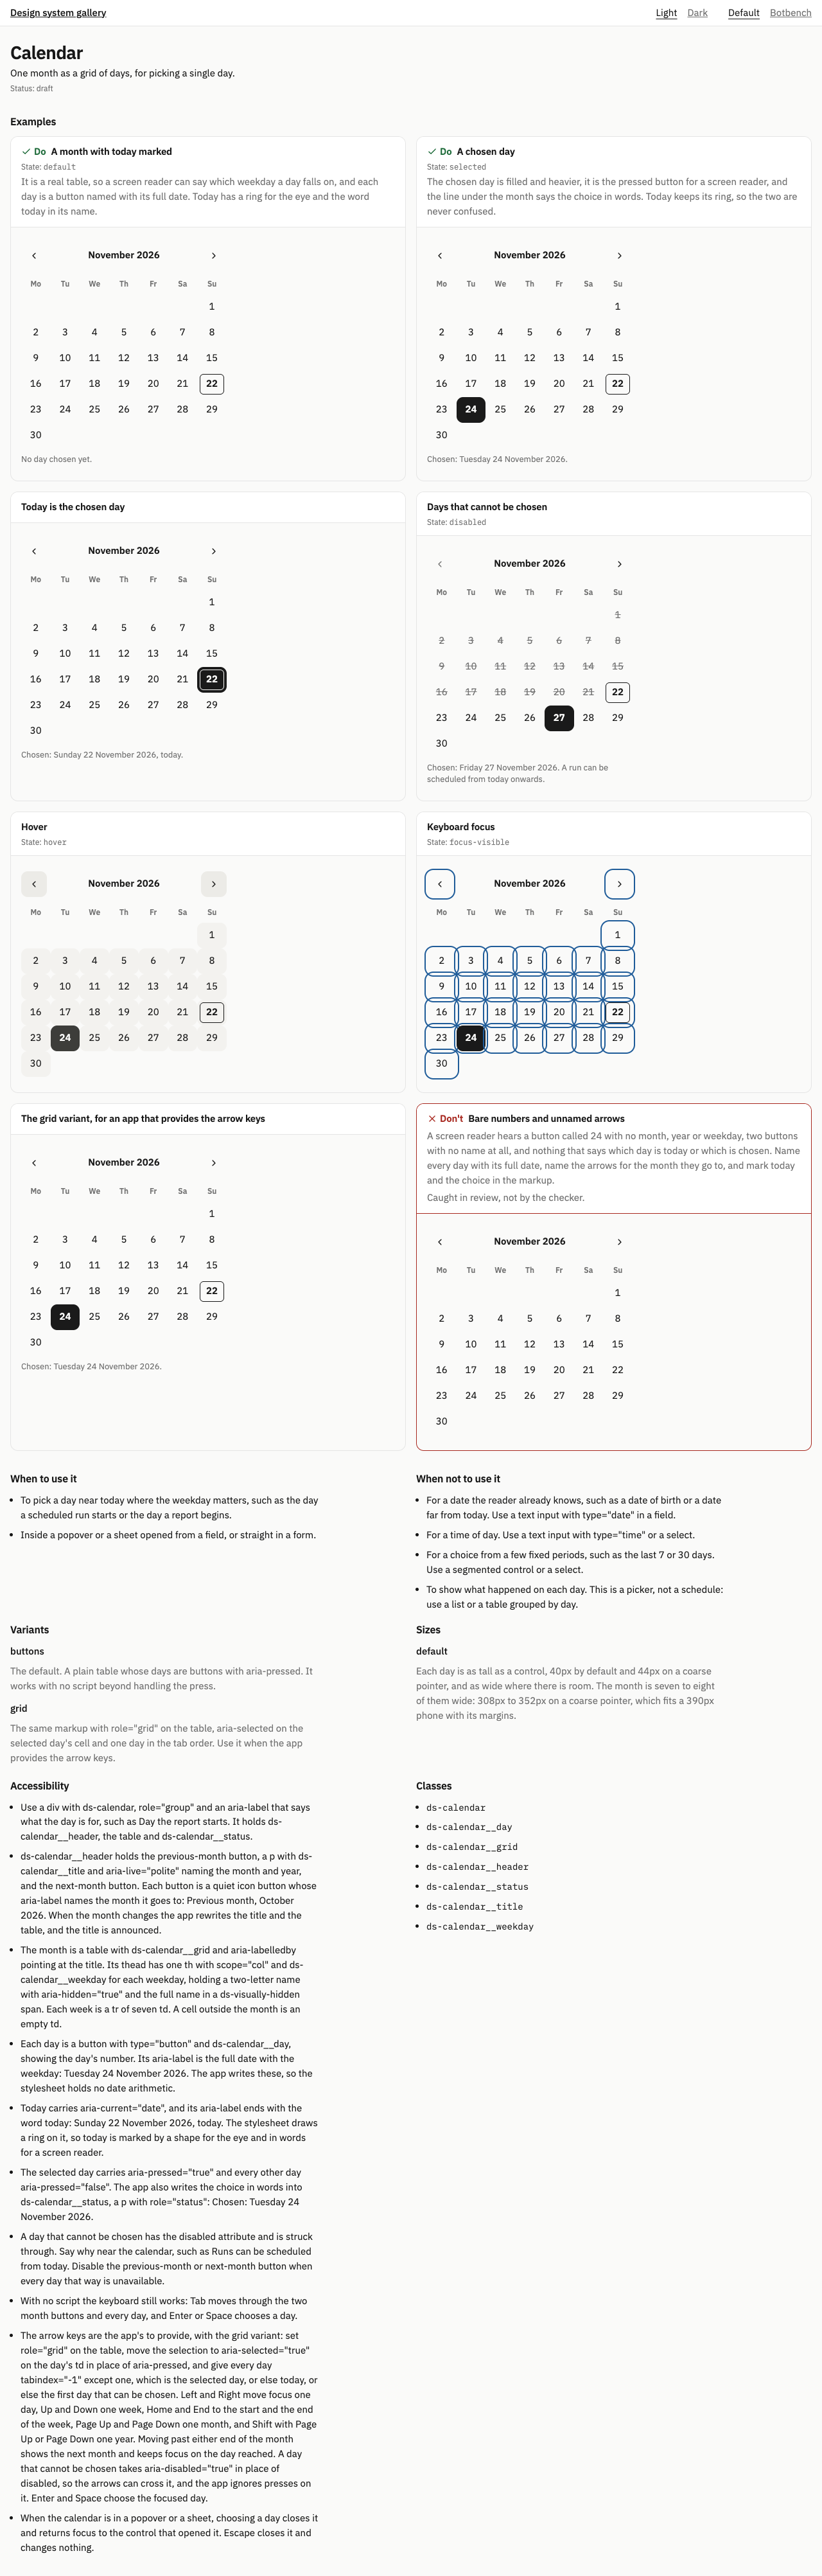 Design system gallery
Light Dark Default Botbench
Calendar
One month as a grid of days, for picking a single day.
Status: draft
Examples
Do A month with today marked
State: default
It is a real table, so a screen reader can say which weekday a day falls on, and each
day is a button named with its full date. Today has a ring for the eye and the word
today in its name.
November 2026
Mo Tu We Th Fr Sa Su
1
2 3 4 5 6 7 8
9 10 11 12 13 14 15
16 17 18 19 20 21 22
23 24 25 26 27 28 29
30
No day chosen yet.
Do A chosen day
State: selected
The chosen day is filled and heavier, it is the pressed button for a screen reader, and
the line under the month says the choice in words. Today keeps its ring, so the two are
never confused.
November 2026
Mo Tu We Th Fr Sa Su
1
2 3 4 5 6 7 8
9 10 11 12 13 14 15
16 17 18 19 20 21 22
23 24 25 26 27 28 29
30
Chosen: Tuesday 24 November 2026.
Today is the chosen day
November 2026
Mo Tu We Th Fr Sa Su
1
2 3 4 5 6 7 8
9 10 11 12 13 14 15
16 17 18 19 20 21 22
23 24 25 26 27 28 29
30
Chosen: Sunday 22 November 2026, today.
Days that cannot be chosen
State: disabled
November 2026
Mo Tu We Th Fr Sa Su
1
2 3 4 5 6 7 8
9 10 11 12 13 14 15
16 17 18 19 20 21 22
23 24 25 26 27 28 29
30
Chosen: Friday 27 November 2026. A run can be
scheduled from today onwards.
Hover
State: hover
November 2026
Mo Tu We Th Fr Sa Su
1
2 3 4 5 6 7 8
9 10 11 12 13 14 15
16 17 18 19 20 21 22
23 24 25 26 27 28 29
30
Keyboard focus
State: focus-visible
November 2026
Mo Tu We Th Fr Sa Su
1
2 3 4 5 6 7 8
9 10 11 12 13 14 15
16 17 18 19 20 21 22
23 24 25 26 27 28 29
30
The grid variant, for an app that provides the arrow keys
November 2026
Mo Tu We Th Fr Sa Su
1
2 3 4 5 6 7 8
9 10 11 12 13 14 15
16 17 18 19 20 21 22
23 24 25 26 27 28 29
30
Chosen: Tuesday 24 November 2026.
Don't Bare numbers and unnamed arrows
A screen reader hears a button called 24 with no month, year or weekday, two buttons
with no name at all, and nothing that says which day is today or which is chosen. Name
every day with its full date, name the arrows for the month they go to, and mark today
and the choice in the markup.
Caught in review, not by the checker.
November 2026
Mo Tu We Th Fr Sa Su
1
2 3 4 5 6 7 8
9 10 11 12 13 14 15
16 17 18 19 20 21 22
23 24 25 26 27 28 29
30
When to use it
To pick a day near today where the weekday matters, such as the day
a scheduled run starts or the day a report begins.
Inside a popover or a sheet opened from a field, or straight in a form.
When not to use it
For a date the reader already knows, such as a date of birth or a date
far from today. Use a text input with type="date" in a field.
For a time of day. Use a text input with type="time" or a select.
For a choice from a few fixed periods, such as the last 7 or 30 days.
Use a segmented control or a select.
To show what happened on each day. This is a picker, not a schedule:
use a list or a table grouped by day.
Variants
buttons
The default. A plain table whose days are buttons with aria-pressed. It
works with no script beyond handling the press.
grid
The same markup with role="grid" on the table, aria-selected on the
selected day's cell and one day in the tab order. Use it when the app
provides the arrow keys.
Sizes
default
Each day is as tall as a control, 40px by default and 44px on a coarse
pointer, and as wide where there is room. The month is seven to eight
of them wide: 308px to 352px on a coarse pointer, which fits a 390px
phone with its margins.
Accessibility
Use a div with ds-calendar, role="group" and an aria-label that says
what the day is for, such as Day the report starts. It holds ds-
calendar__header, the table and ds-calendar__status.
ds-calendar__header holds the previous-month button, a p with ds-
calendar__title and aria-live="polite" naming the month and year,
and the next-month button. Each button is a quiet icon button whose
aria-label names the month it goes to: Previous month, October
2026. When the month changes the app rewrites the title and the
table, and the title is announced.
The month is a table with ds-calendar__grid and aria-labelledby
pointing at the title. Its thead has one th with scope="col" and ds-
calendar__weekday for each weekday, holding a two-letter name
with aria-hidden="true" and the full name in a ds-visually-hidden
span. Each week is a tr of seven td. A cell outside the month is an
empty td.
Each day is a button with type="button" and ds-calendar__day,
showing the day's number. Its aria-label is the full date with the
weekday: Tuesday 24 November 2026. The app writes these, so the
stylesheet holds no date arithmetic.
Today carries aria-current="date", and its aria-label ends with the
word today: Sunday 22 November 2026, today. The stylesheet draws
a ring on it, so today is marked by a shape for the eye and in words
for a screen reader.
The selected day carries aria-pressed="true" and every other day
aria-pressed="false". The app also writes the choice in words into
ds-calendar__status, a p with role="status": Chosen: Tuesday 24
November 2026.
A day that cannot be chosen has the disabled attribute and is struck
through. Say why near the calendar, such as Runs can be scheduled
from today. Disable the previous-month or next-month button when
every day that way is unavailable.
With no script the keyboard still works: Tab moves through the two
month buttons and every day, and Enter or Space chooses a day.
The arrow keys are the app's to provide, with the grid variant: set
role="grid" on the table, move the selection to aria-selected="true"
on the day's td in place of aria-pressed, and give every day
tabindex="-1" except one, which is the selected day, or else today, or
else the first day that can be chosen. Left and Right move focus one
day, Up and Down one week, Home and End to the start and the end
of the week, Page Up and Page Down one month, and Shift with Page
Up or Page Down one year. Moving past either end of the month
shows the next month and keeps focus on the day reached. A day
that cannot be chosen takes aria-disabled="true" in place of
disabled, so the arrows can cross it, and the app ignores presses on
it. Enter and Space choose the focused day.
When the calendar is in a popover or a sheet, choosing a day closes it
and returns focus to the control that opened it. Escape closes it and
changes nothing.
Classes
ds-calendar
ds-calendar__day
ds-calendar__grid
ds-calendar__header
ds-calendar__status
ds-calendar__title
ds-calendar__weekday